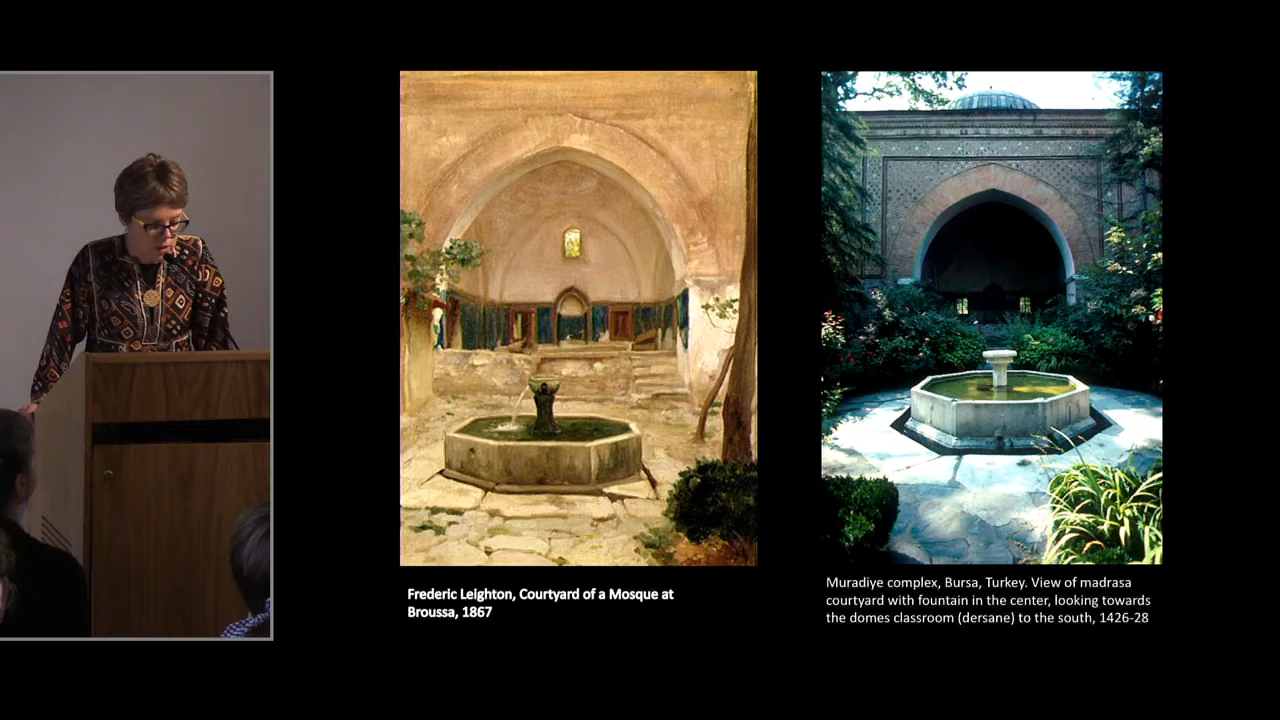 Frederic Leighton, Courtyard of a Mosque at
Broussa, 1867
Muradiye complex, Bursa, Turkey. View of madrasa
courtyard with fountain in the center, looking towards
the domes classroom (dersane) to the south, 1426-28